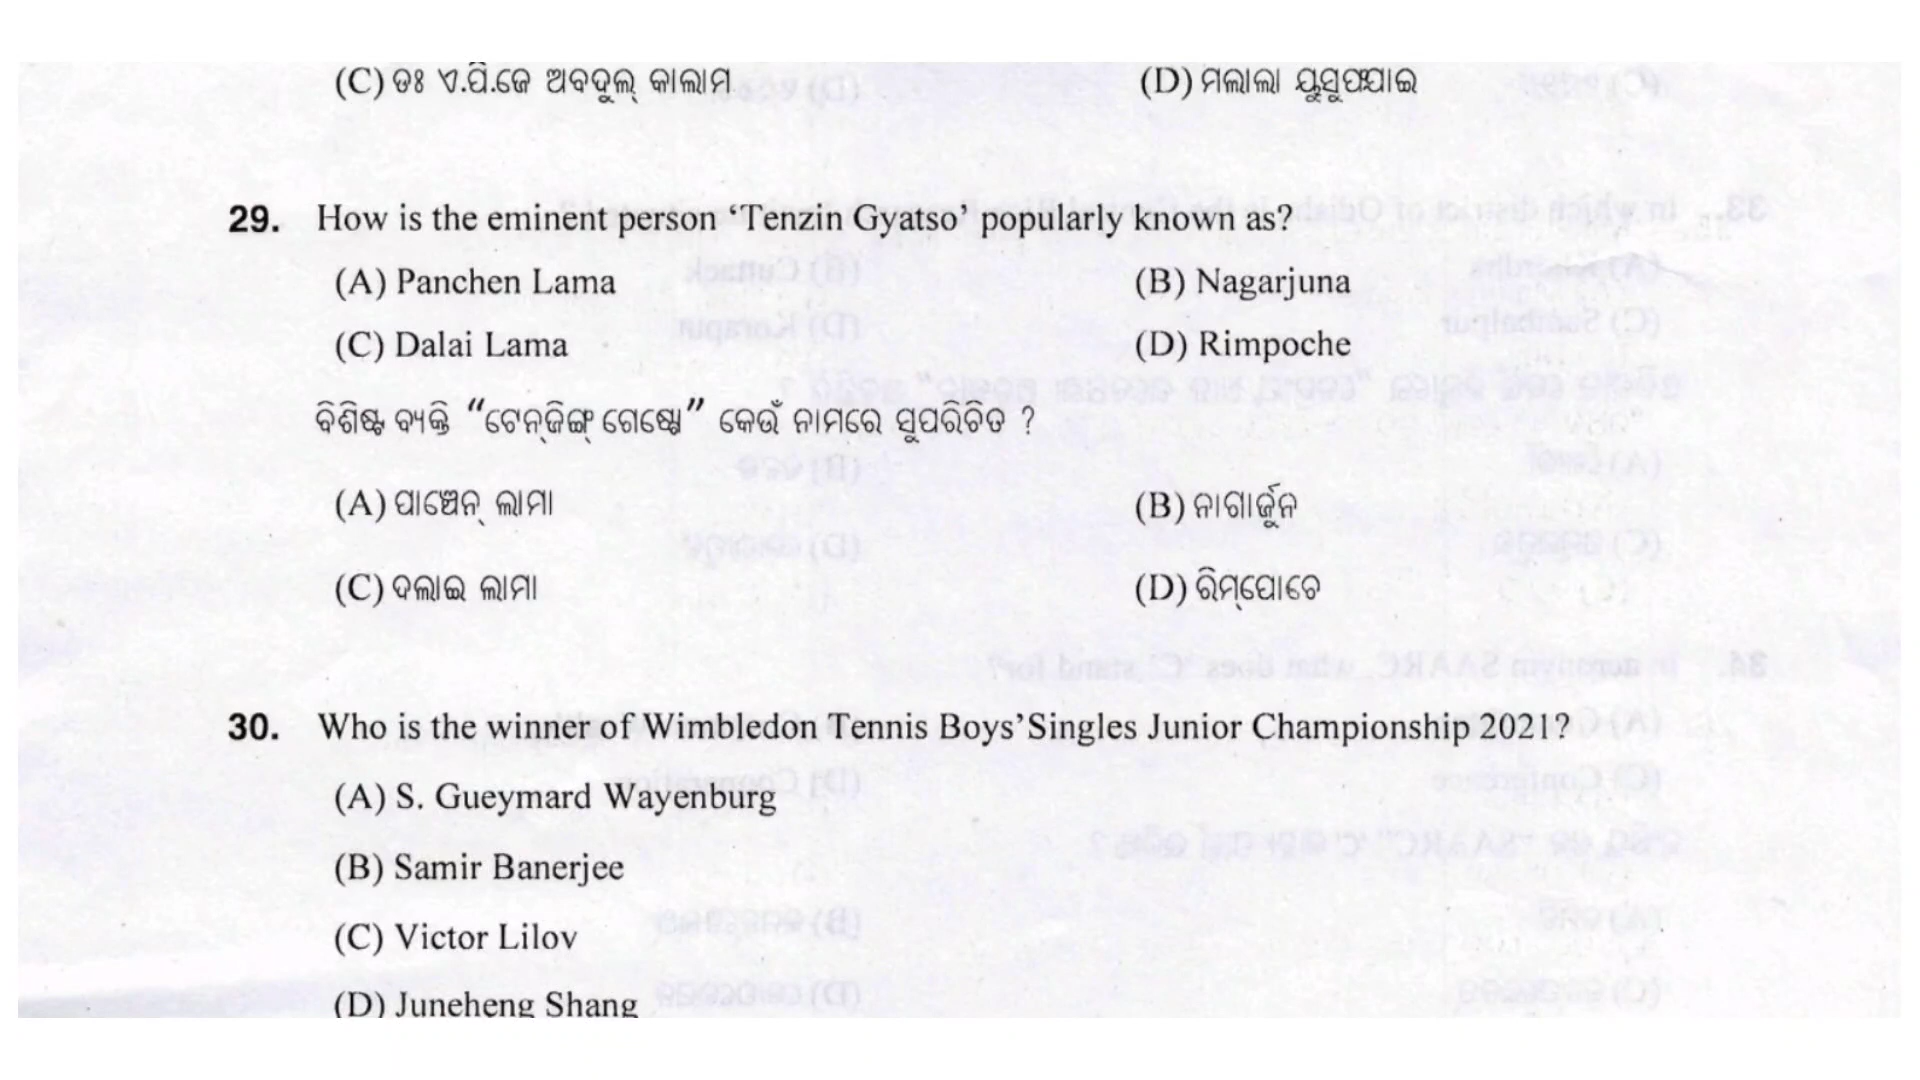 (C) ଡଃ ଏ.ପି.ଜେ ଅବଦୁଲ୍ କାଲାମ (D) ମଲାଲା ୟୁସୁଫ୍‌ଯାଇ
29. How is the eminent person ‘Tenzin Gyatso’ popularly known as?
(A) Panchen Lama (B) Nagarjuna
(C) Dalai Lama (D) Rimpoche
ବିଶିଷ୍ଟ ବ୍ୟକ୍ତି “ଟେନ୍‌ଜିଙ୍ଗ୍ ଗେଷ୍ଟୋ” କେଉଁ ନାମରେ ସୁପରିଚିତ ?
(A) ପାଞ୍ଚେନ୍ ଲାମା (B) ନାଗାର୍ଜୁନ
(C) ଦଲାଇ ଲାମା (D) ରିମ୍‌ପୋଚେ
30. Who is the winner of Wimbledon Tennis Boys’Singles Junior Championship 2021?
(A) S. Gueymard Wayenburg
(B) Samir Banerjee
(C) Victor Lilov
(D) Juneheng Shang